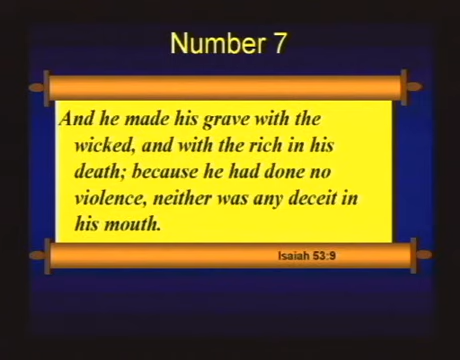 Number 7
And he made his grave with the
wicked, and with the rich in his
death; because he had done no
violence, neither was any deceit in
his mouth.
Isaiah 53:9